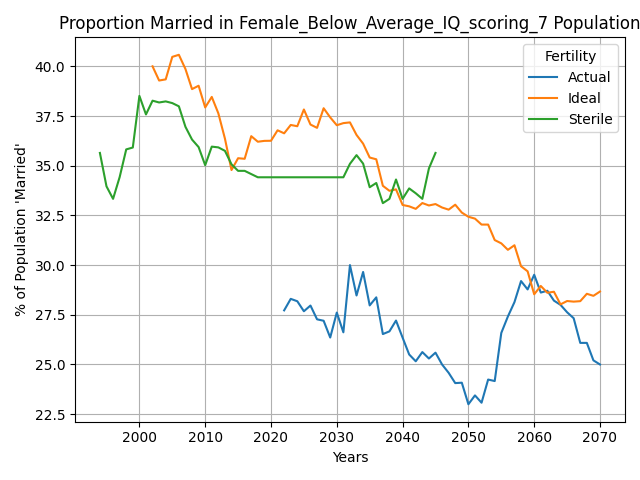 Proportion Married in Female_Below_Average_IQ_scoring_7 Population
% of Population 'Married'
40.0
37.5
35.0
32.5
30.0
27.5
25.0
22.5
Fertility
Actual
Ideal
Sterile
2000 2010 2020 2030 2040 2050 2060 2070
Years